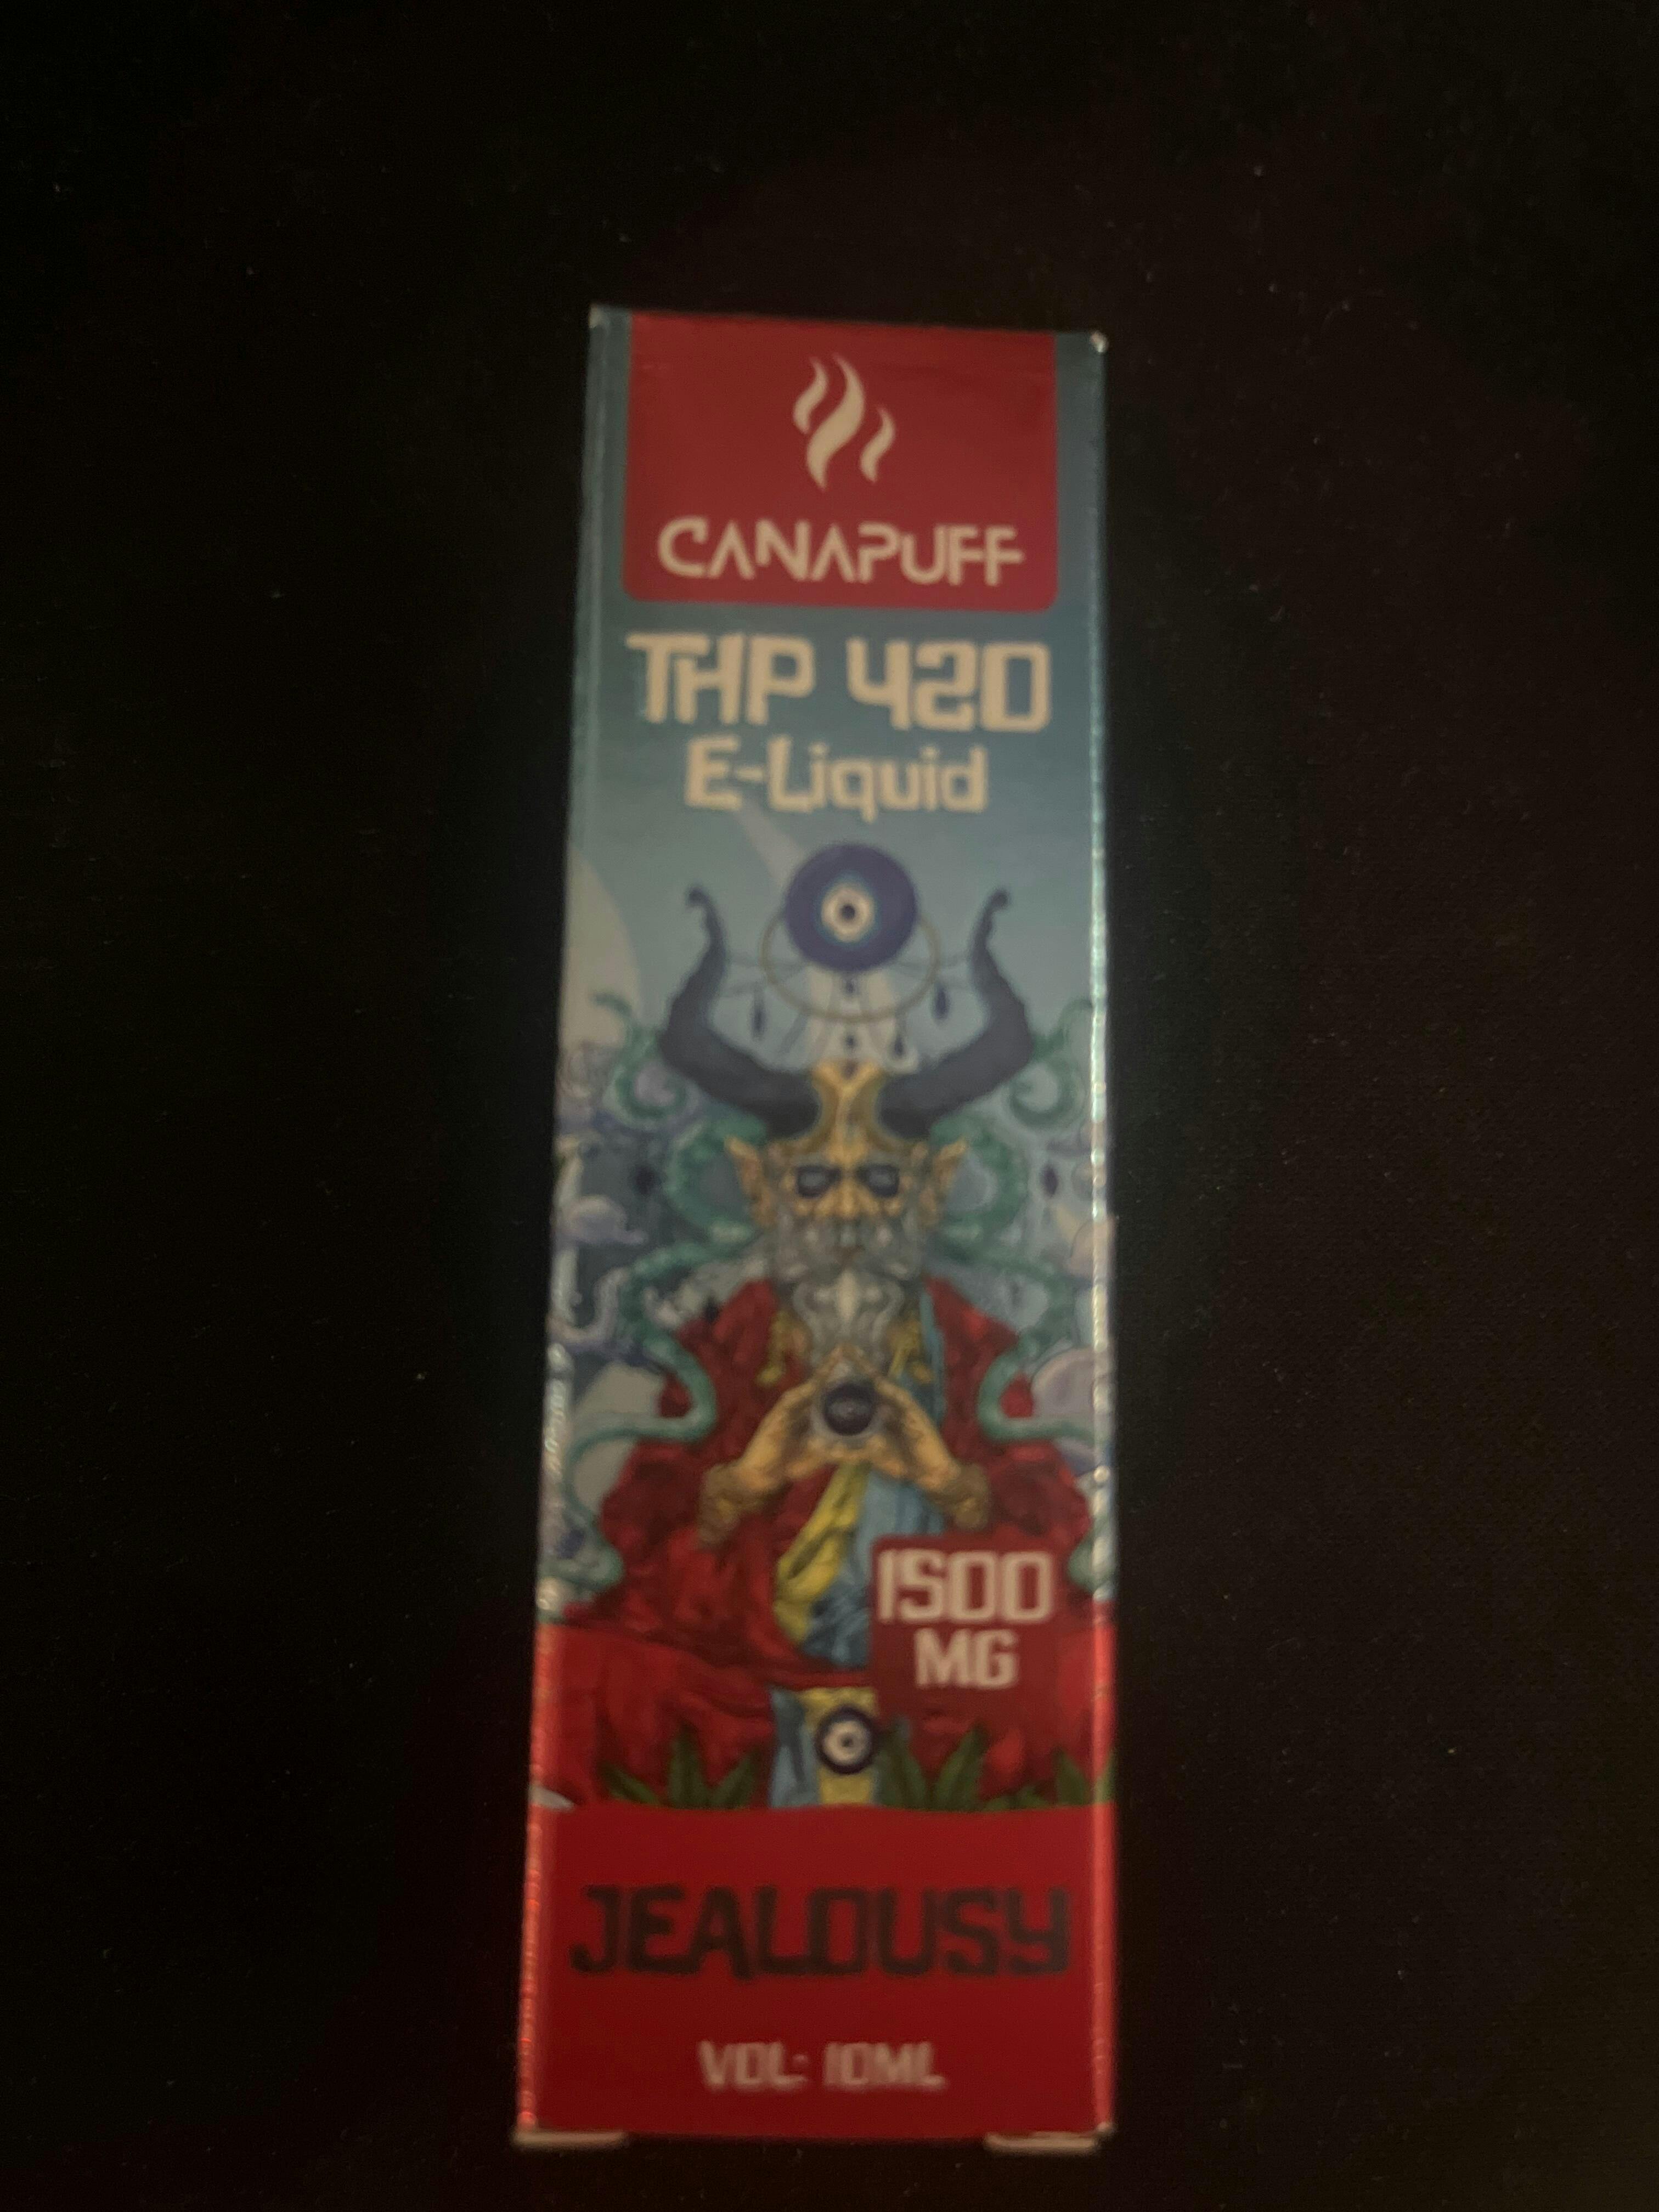 CANAPUFF
THP 420
E-Liquid
1500
MG
JEALOUSY
VOL: 10ML